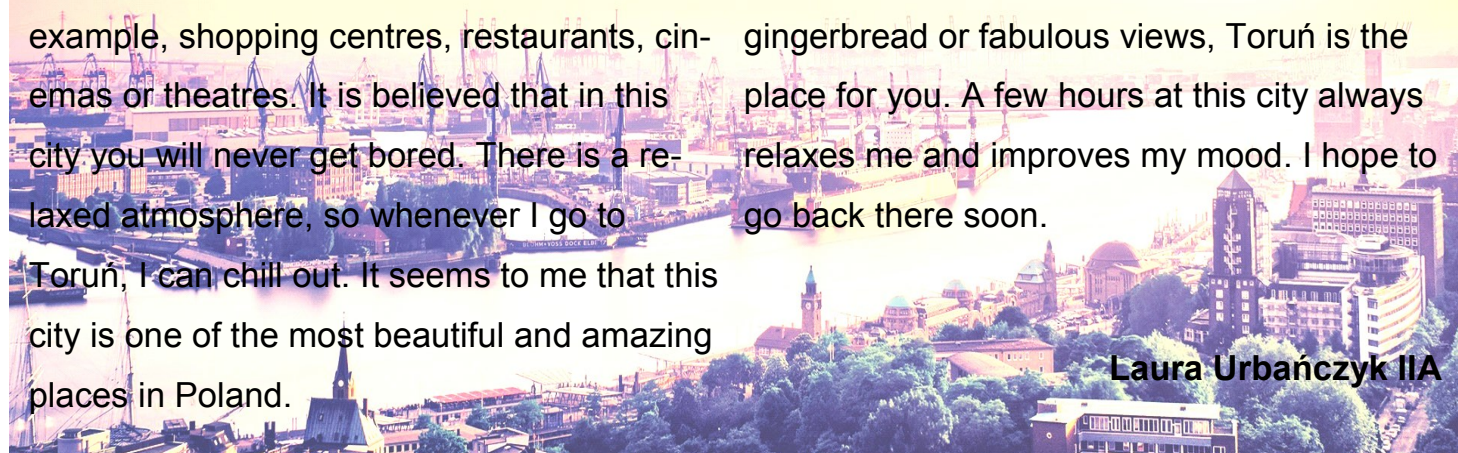 example, shopping centres, restaurants, cin-
emas or theatres. It is believed that in this
city you will never get bored. There is a re-
laxed atmosphere, so whenever I go to
Toruń, I can chill out. It seems to me that this
city is one of the most beautiful and amazing
places in Poland.
gingerbread or fabulous views, Toruń is the
place for you. A few hours at this city always
relaxes me and improves my mood. I hope to
go back there soon.
Laura Urbańczyk IIA
BLOHM+VOSS DOCK ELBE